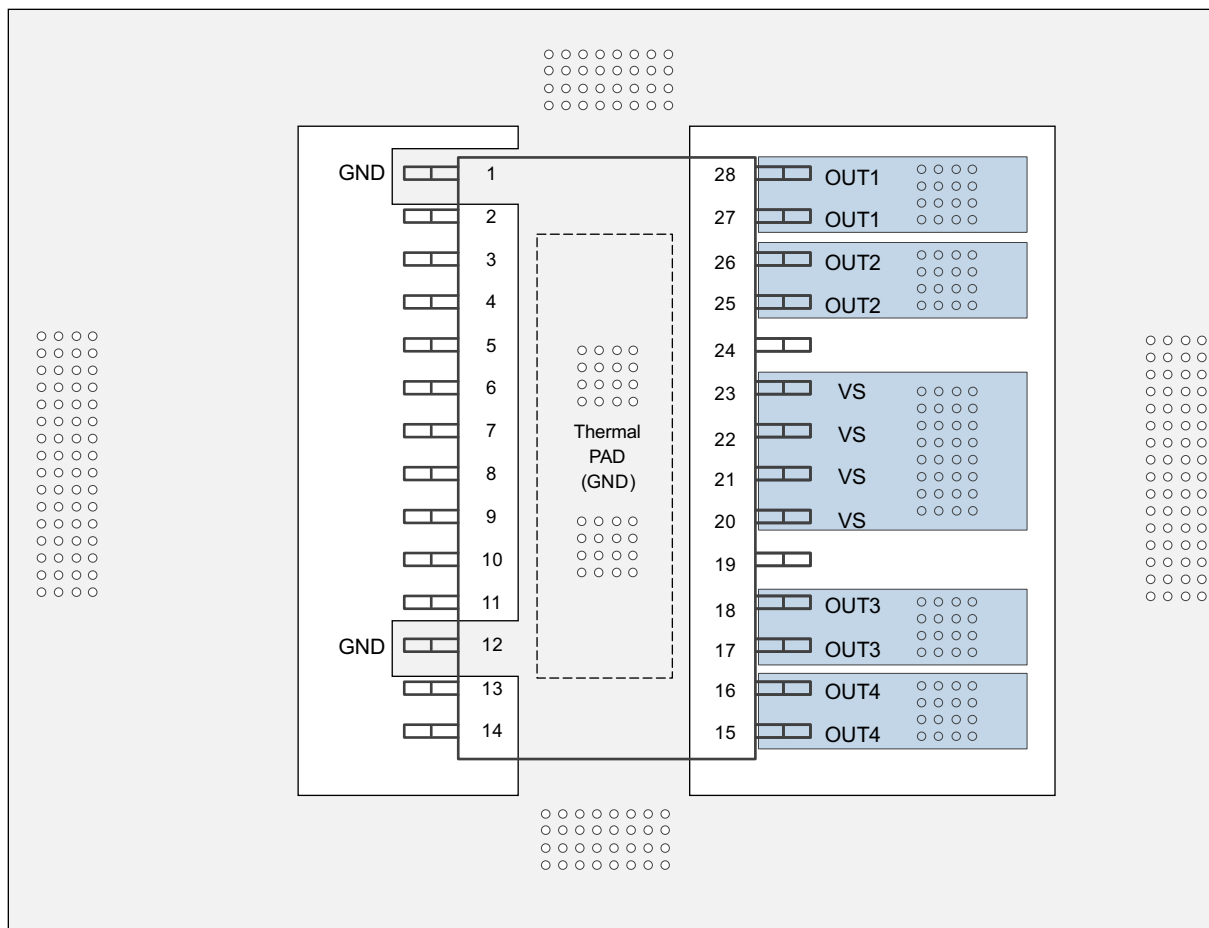 GND 1 28 OUT1
2 27 OUT1
3 26 OUT2
4 25 OUT2
5 24
6 23 VS
7 22 VS
8 21 VS
9 20 VS
10 19
11 18 OUT3
GND 12 17 OUT3
13 16 OUT4
14 15 OUT4
Thermal
PAD
(GND)